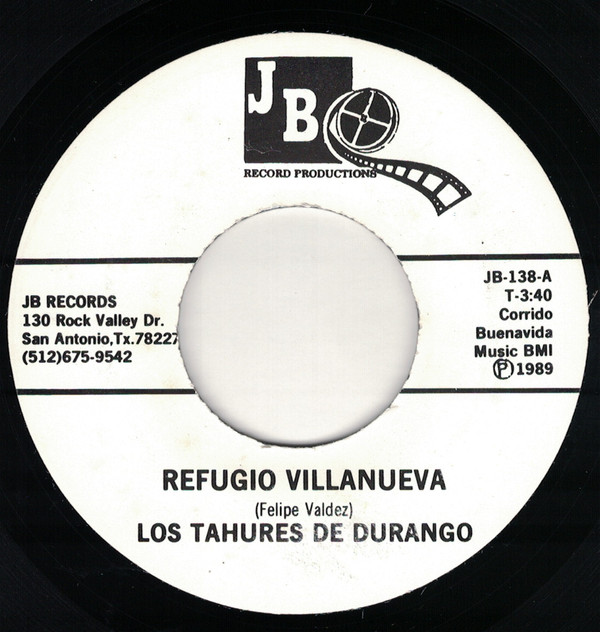 JB
RECORD PRODUCTIONS
JB RECORDS
130 Rock Valley Dr.
San Antonio,Tx.78227
(512)675-9542
JB-138-A
T-3:40
Corrido
Buenavida
Music BMI
Ⓟ1989
REFUGIO VILLANUEVA
(Felipe Valdez)
LOS TAHURES DE DURANGO